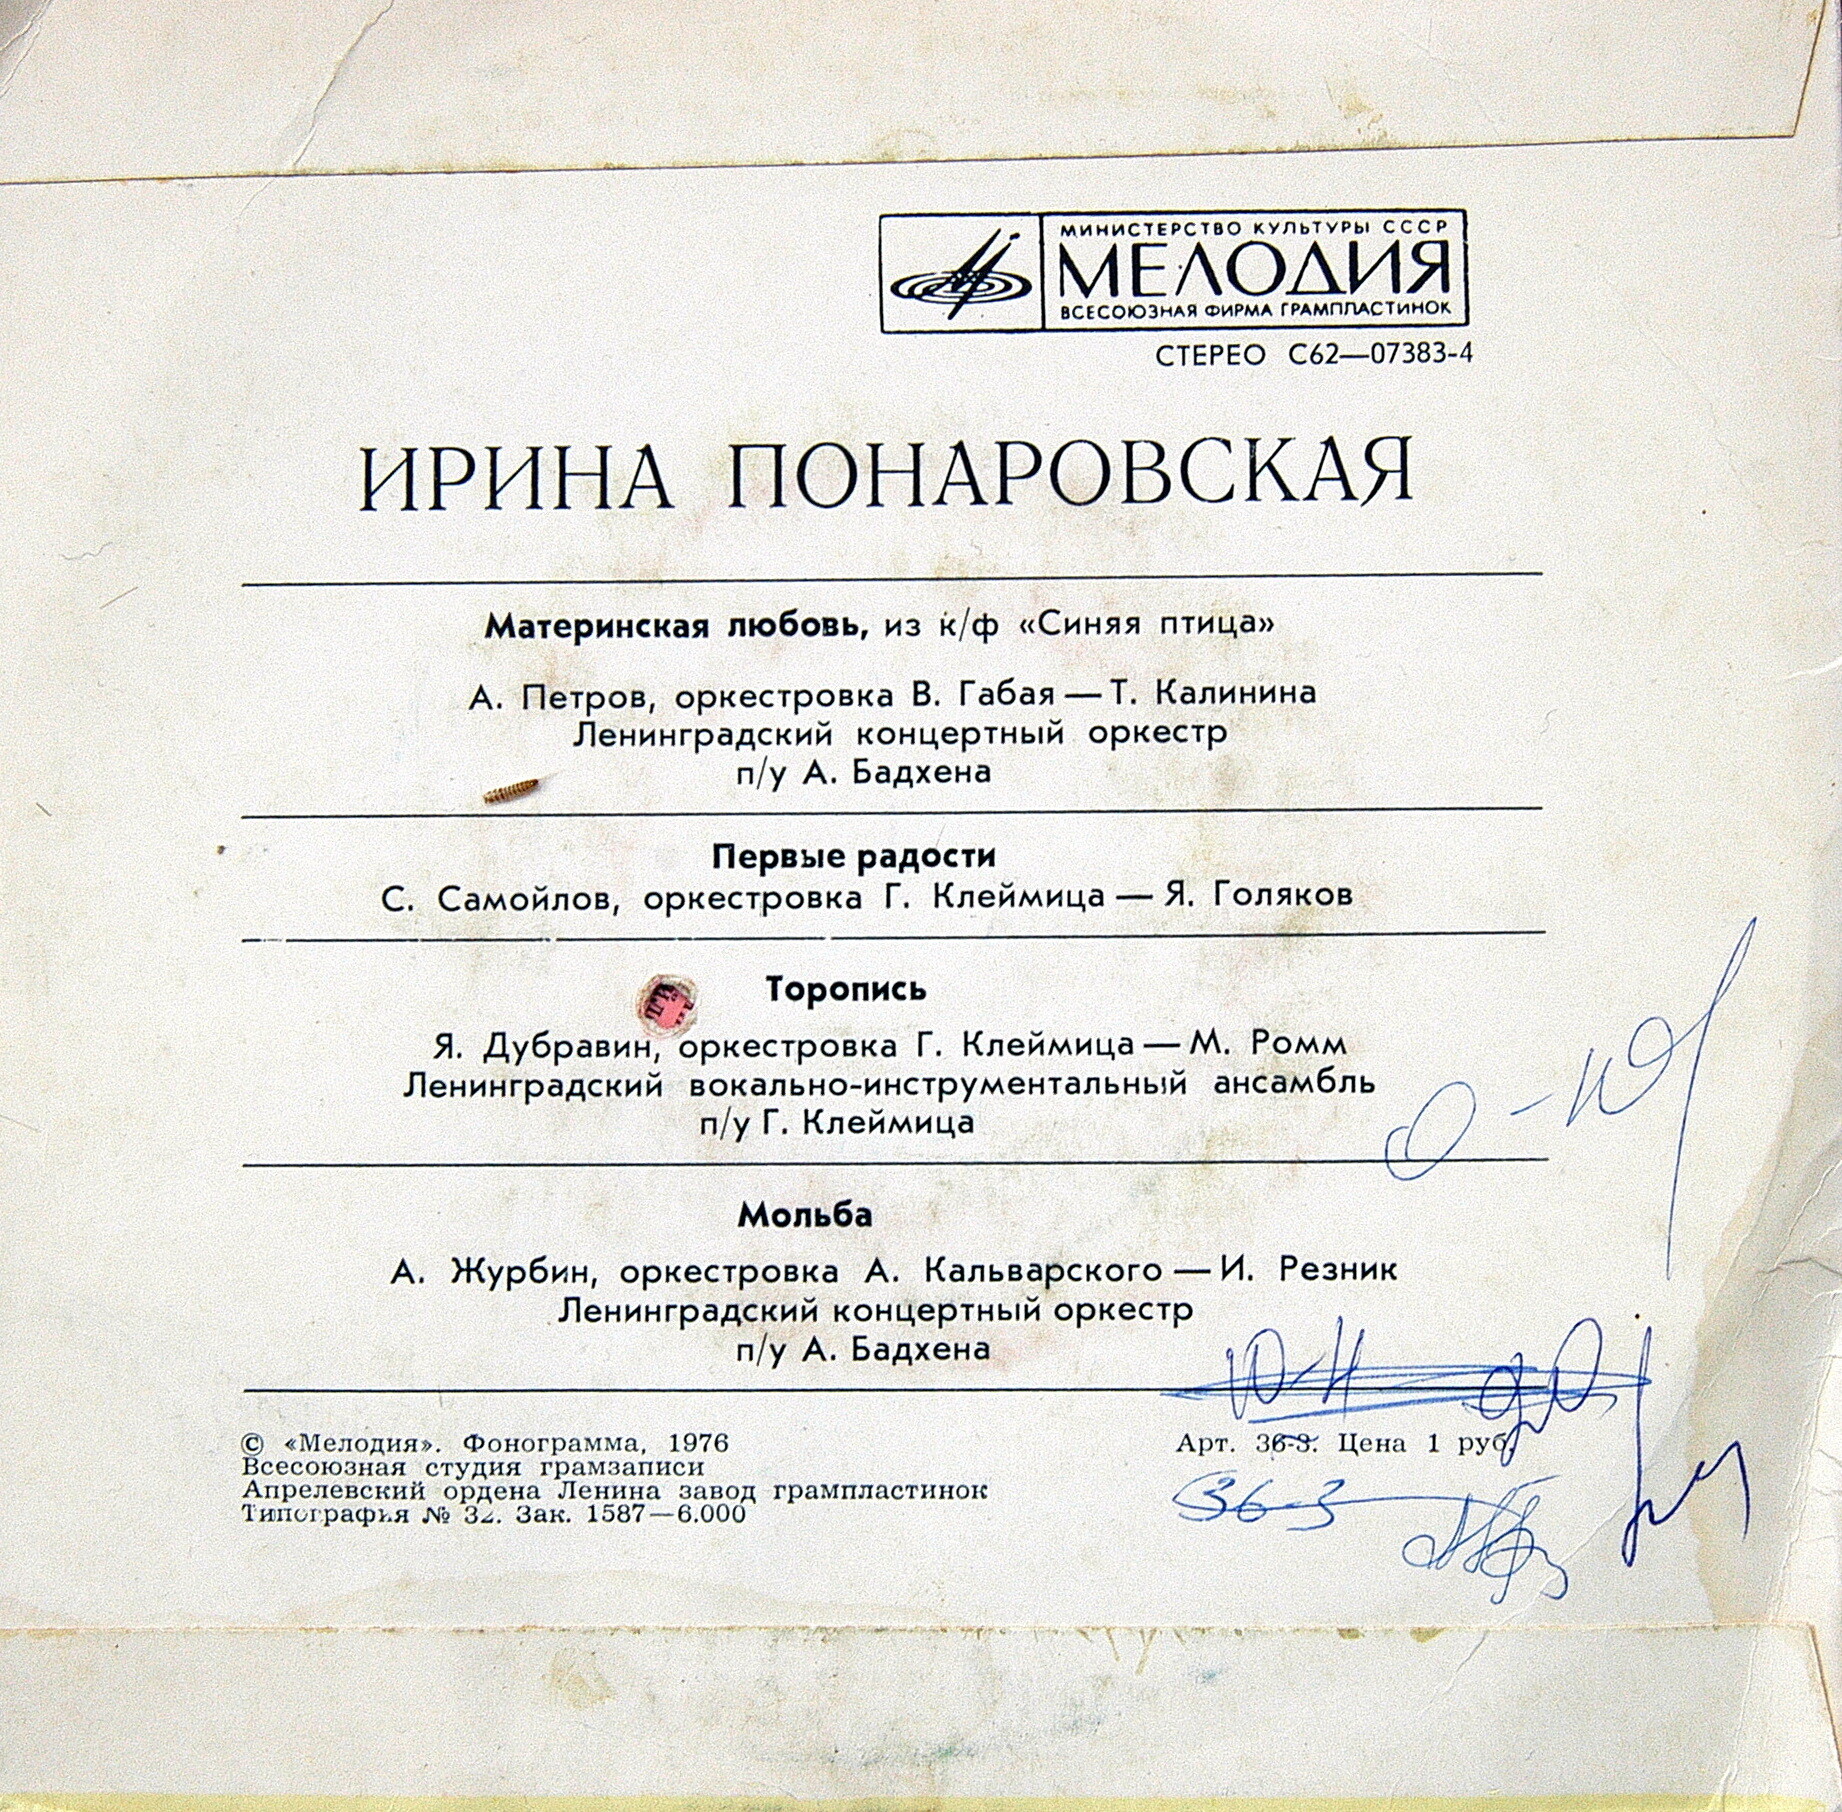 МИНИСТЕРСТВО КУЛЬТУРЫ СССР
МЕЛОДИЯ
ВСЕСОЮЗНАЯ ФИРМА ГРАМПЛАСТИНОК
СТЕРЕО С62—07383-4
ИРИНА ПОНАРОВСКАЯ
Материнская любовь, из к/ф «Синяя птица»
А. Петров, оркестровка В. Габая — Т. Калинина
Ленинградский концертный оркестр
п/у А. Бадхена
Первые радости
С. Самойлов, оркестровка Г. Клеймица — Я. Голяков
Торопись
Я. Дубравин, оркестровка Г. Клеймица — М. Ромм
Ленинградский вокально-инструментальный ансамбль
п/у Г. Клеймица
Мольба
А. Журбин, оркестровка А. Кальварского — И. Резник
Ленинградский концертный оркестр
п/у А. Бадхена
© «Мелодия». Фонограмма, 1976
Всесоюзная студия грамзаписи
Апрелевский ордена Ленина завод грампластинок
Типография № 32. Зак. 1587—6.000
Арт. 36-3. Цена 1 руб.
36-3